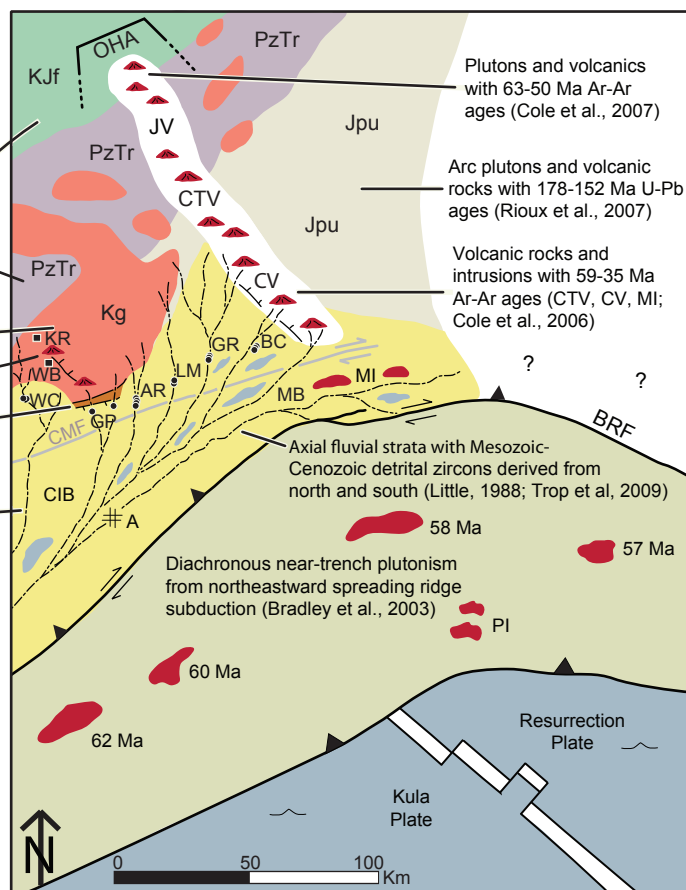 OHA
PzTr
KJf
Plutons and volcanics
with 63-50 Ma Ar-Ar
ages (Cole et al., 2007)
JV
Jpu
PzTr
Arc plutons and volcanic
rocks with 178-152 Ma U-Pb
ages (Rioux et al., 2007)
CTV
Jpu
Volcanic rocks and
intrusions with 59-35 Ma
Ar-Ar ages (CTV, CV, MI;
Cole et al., 2006)
PzTr
CV
Kg
KR
GR
BC
WB
LM
MI
?
?
WC
AR
MB
GP
CMF
BRF
Axial fluvial strata with Mesozoic-
Cenozoic detrital zircons derived from
north and south (Little, 1988; Trop et al, 2009)
CIB
A
58 Ma
57 Ma
Diachronous near-trench plutonism
from northeastward spreading ridge
subduction (Bradley et al., 2003)
PI
60 Ma
62 Ma
Resurrection
Plate
Kula
Plate
N
0 50 100
Km